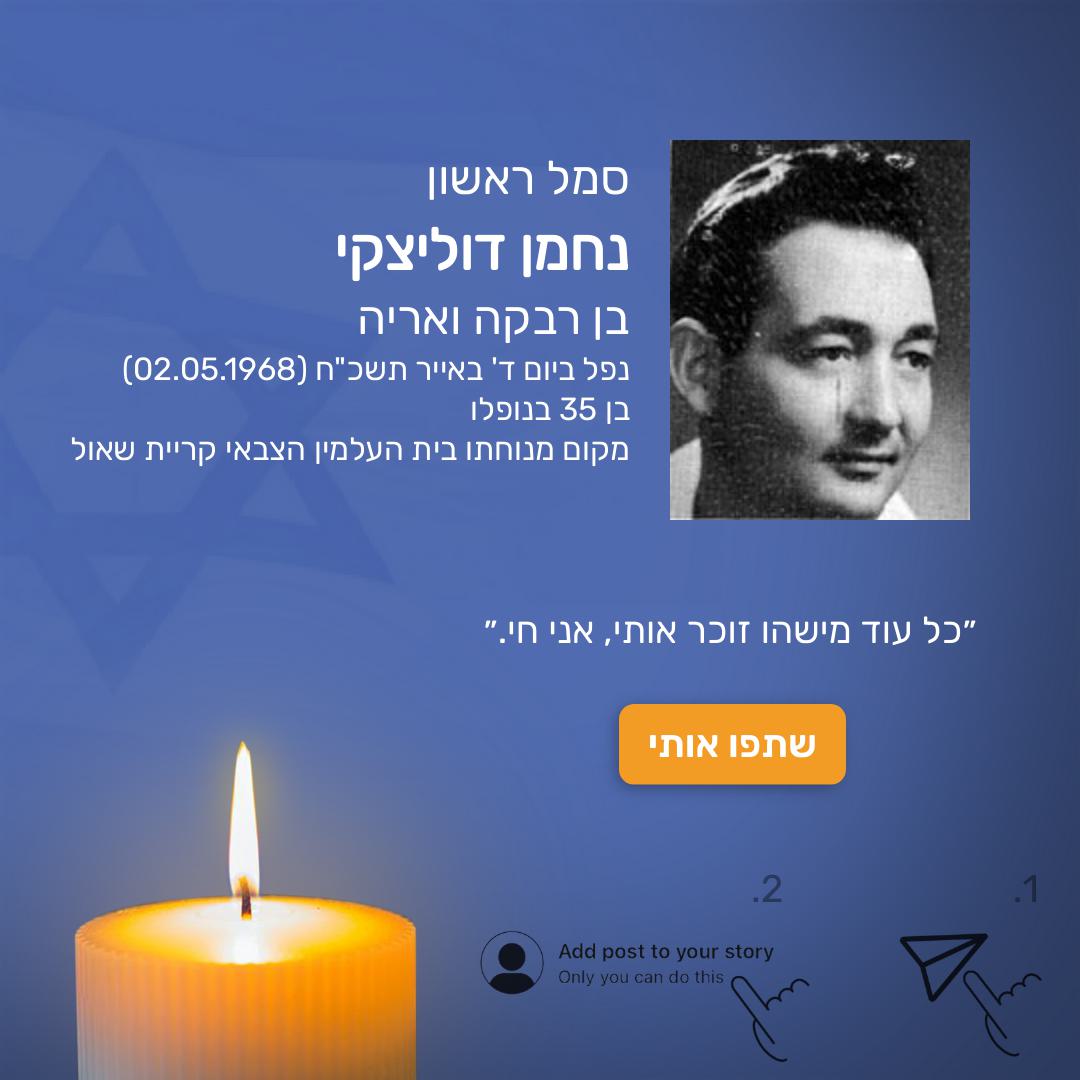 סמל ראשון
נחמן דוליצקי
בן רבקה ואריה
נפל ביום ד' באייר תשכ"ח (02.05.1968)
בן 35 בנופלו
מקום מנוחתו בית העלמין הצבאי קריית שאול
״כל עוד מישהו זוכר אותי, אני חי.״
שתפו אותי
1.
2.
Add post to your story
Only you can do this